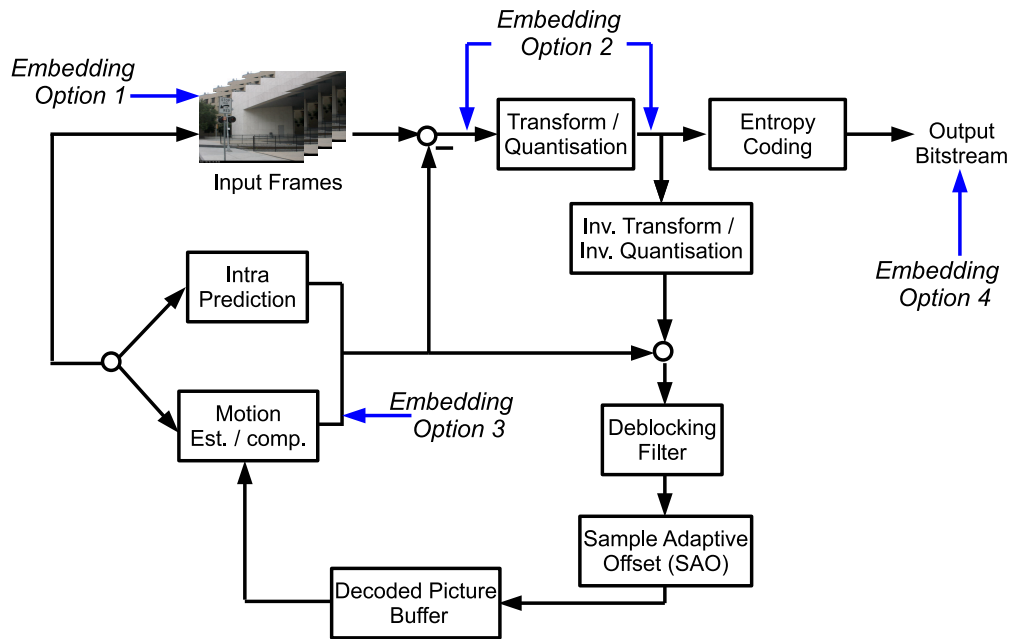 Embedding
Option 2
Embedding
Option 1
Input Frames
Transform /
Quantisation
Entropy
Coding
Output
Bitstream
Inv. Transform /
Inv. Quantisation
Embedding
Option 4
Intra
Prediction
Motion
Est. / comp.
Embedding
Option 3
Deblocking
Filter
Sample Adaptive
Offset (SAO)
Decoded Picture
Buffer